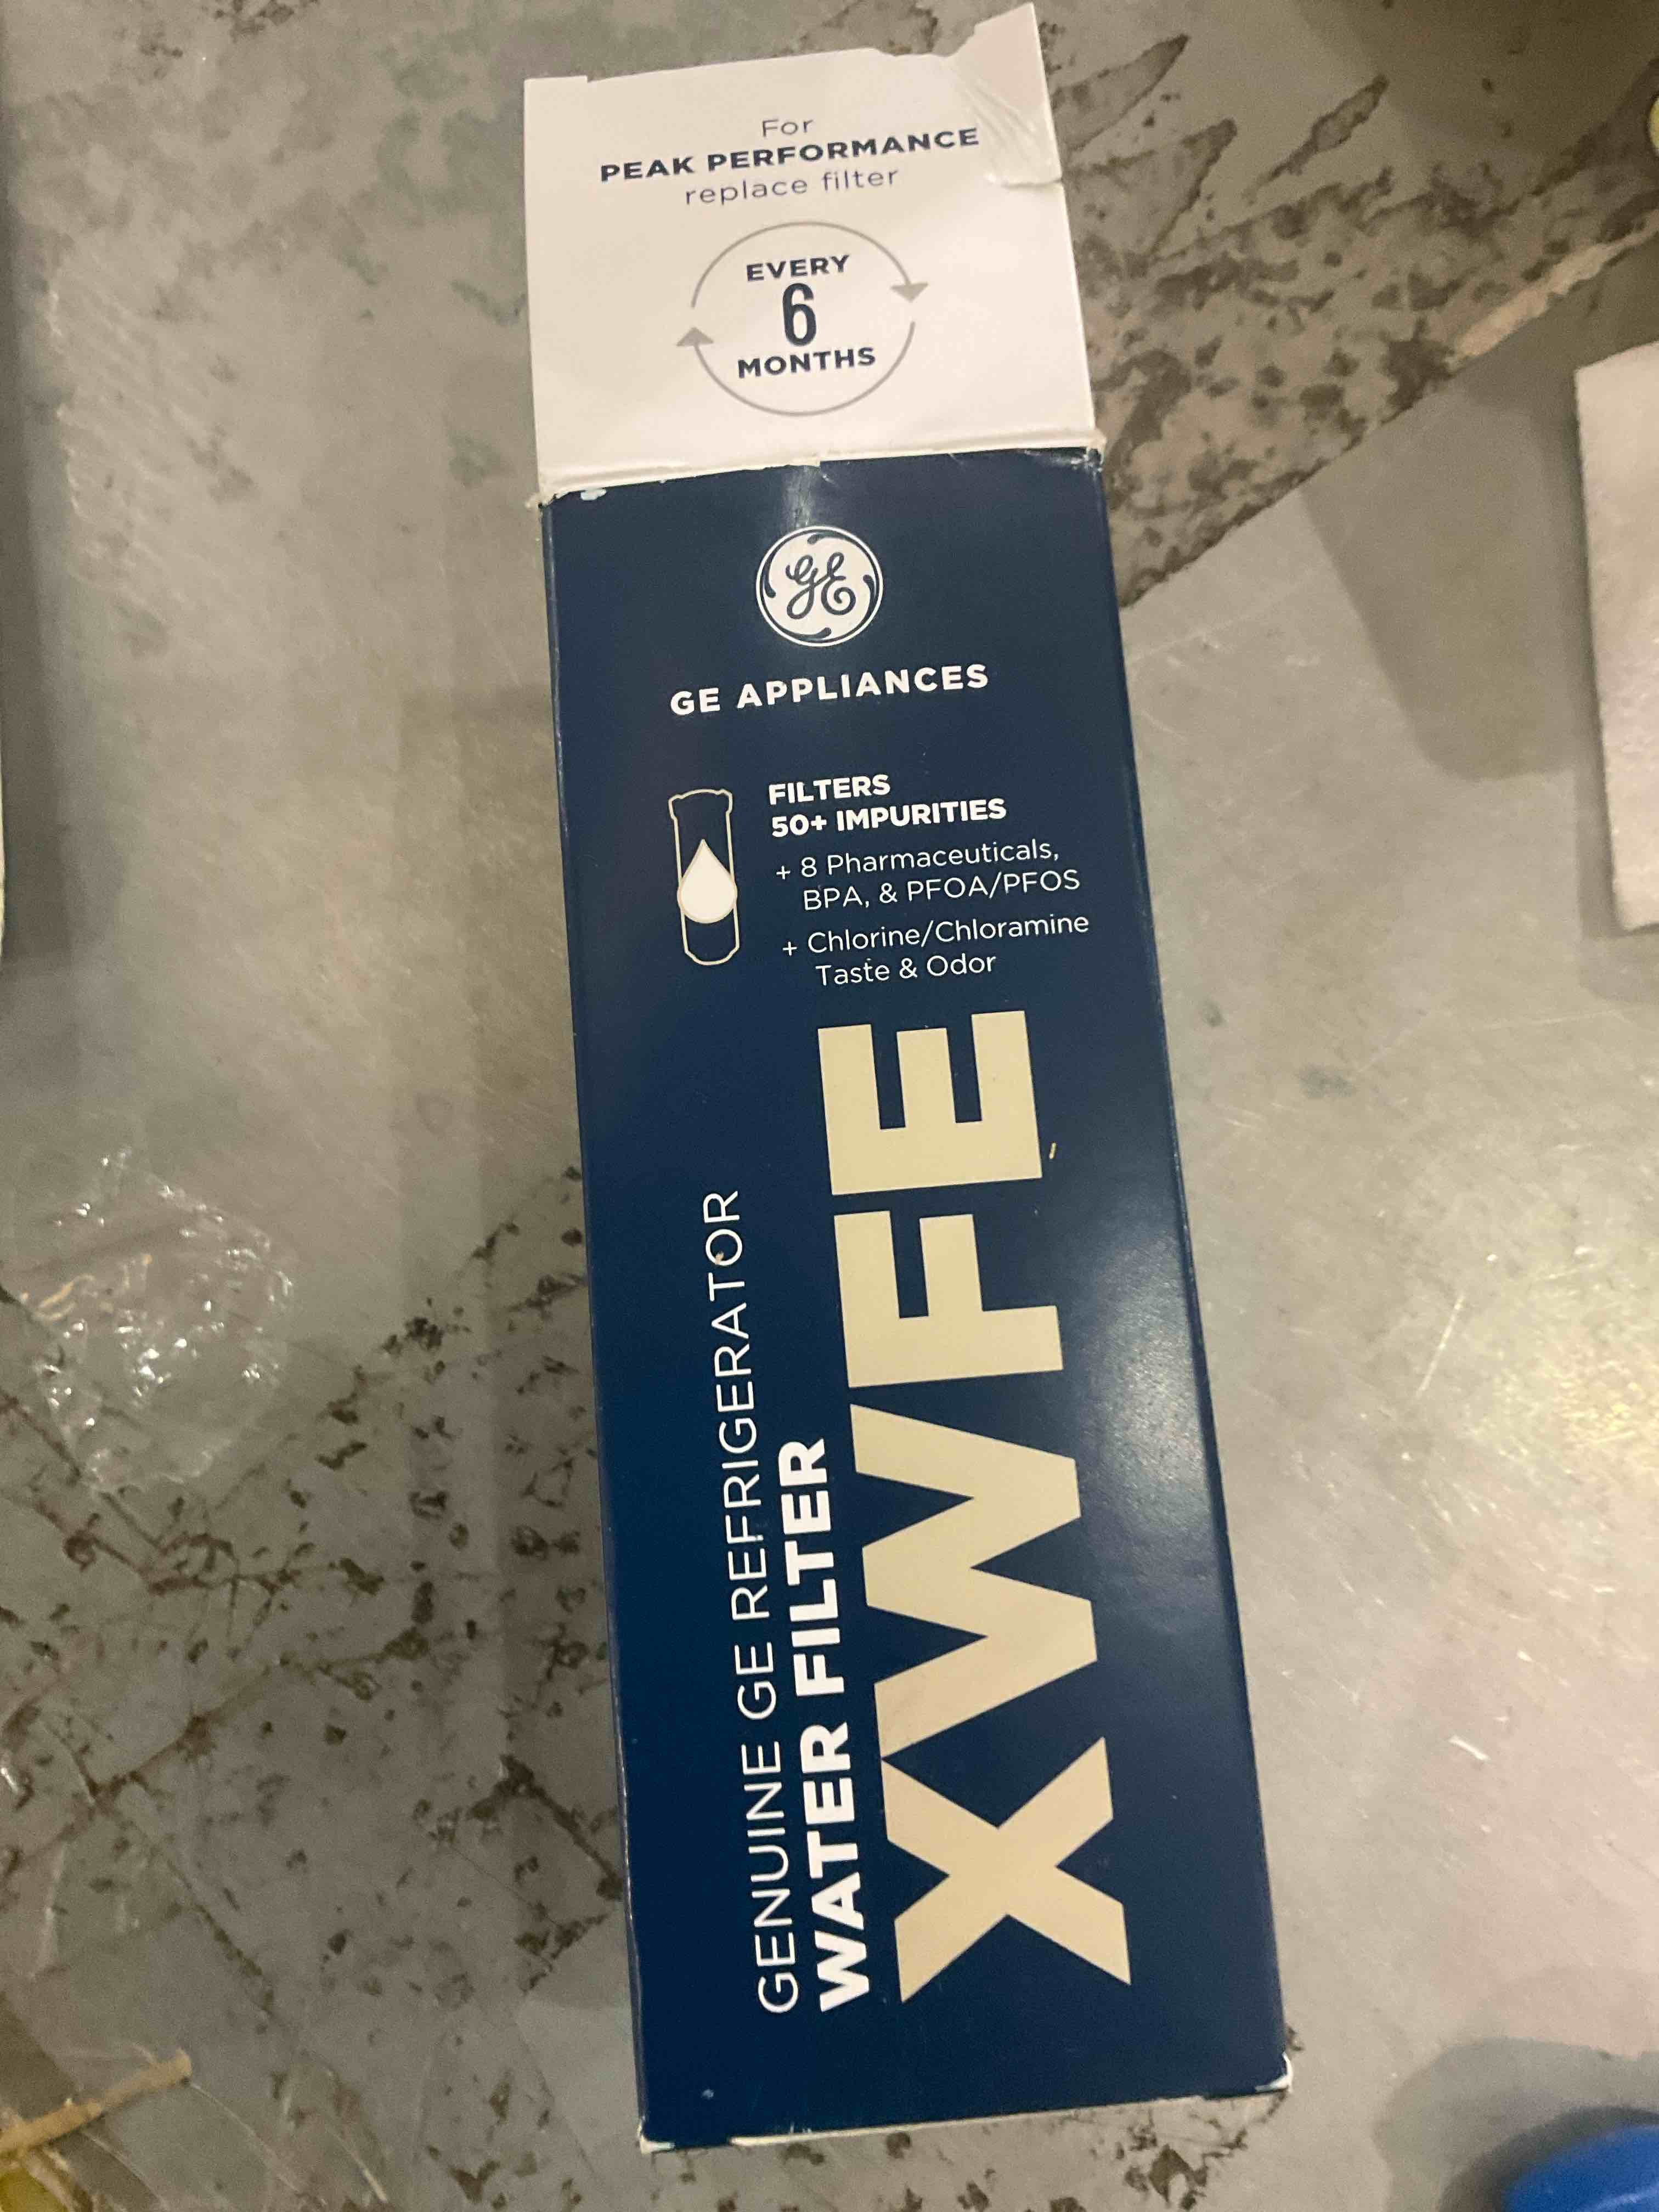 For
PEAK PERFORMANCE
replace filter
EVERY
6
MONTHS
GE
GE APPLIANCES
FILTERS
50+ IMPURITIES
+ 8 Pharmaceuticals,
BPA, & PFOA/PFOS
+ Chlorine/Chloramine
Taste & Odor
GENUINE GE REFRIGERATOR
WATER FILTER
XWFE